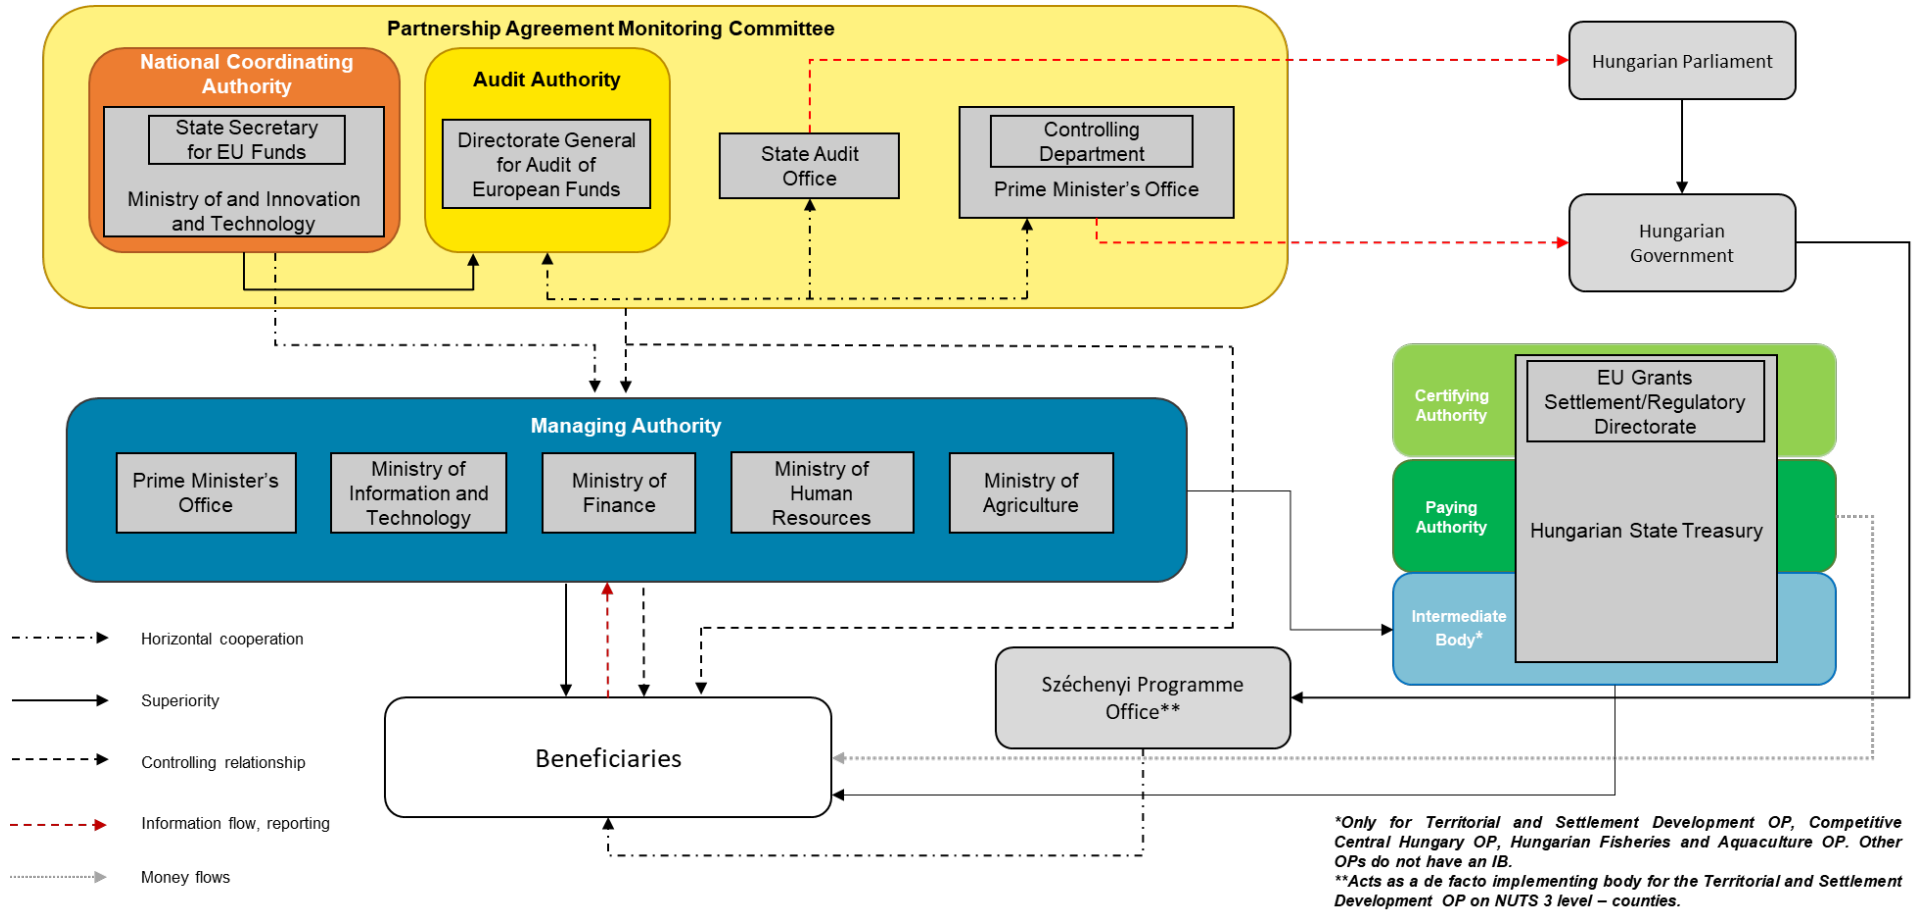 Partnership Agreement Monitoring Committee
National Coordinating
Authority
State Secretary
for EU Funds
Ministry of and Innovation
and Technology
Audit Authority
Directorate General
for Audit of
European Funds
State Audit
Office
Controlling
Department
Prime Minister's Office
Hungarian Parliament
Hungarian
Government
Managing Authority
Prime Minister's
Office
Ministry of
Information and
Technology
Ministry of
Finance
Ministry of
Human
Resources
Ministry of
Agriculture
Certifying
Authority
EU Grants
Settlement/Regulatory
Directorate
Paying
Authority
Hungarian State Treasury
Intermediate
Body*
Széchenyi Programme
Office**
Beneficiaries
Horizontal cooperation
Superiority
Controlling relationship
Information flow, reporting
Money flows
*Only for Territorial and Settlement Development OP, Competitive
Central Hungary OP, Hungarian Fisheries and Aquaculture OP. Other
OPs do not have an IB.
**Acts as a de facto implementing body for the Territorial and Settlement
Development OP on NUTS 3 level – counties.